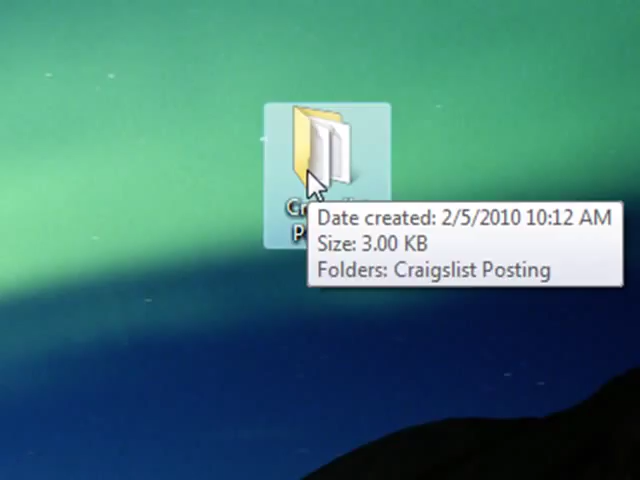 Date created: 2/5/2010 10:12 AM
Size: 3.00 KB
Folders: Craigslist Posting